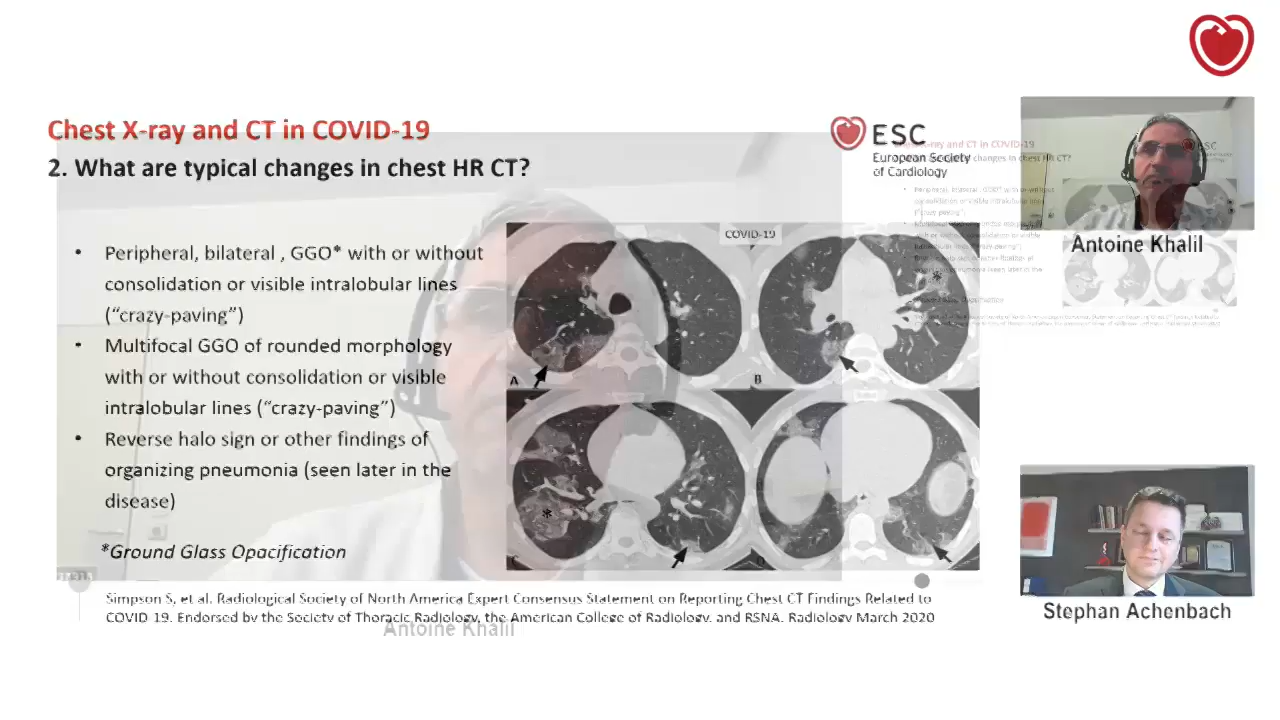 Chest X-ray and CT in COVID-19
2. What are typical changes in chest HR CT?
ESC
European Society
of Cardiology
• Peripheral, bilateral , GGO* with or without
consolidation or visible intralobular lines
(“crazy-paving”)
• Multifocal GGO of rounded morphology
with or without consolidation or visible
intralobular lines (“crazy-paving”)
• Reverse halo sign or other findings of
organizing pneumonia (seen later in the
disease)
*Ground Glass Opacification
COVID-19
A
B
C
D
*
*
Simpson S, et al. Radiological Society of North America Expert Consensus Statement on Reporting Chest CT Findings Related to
COVID-19. Endorsed by the Society of Thoracic Radiology, the American College of Radiology, and RSNA. Radiology March 2020
Antoine Khalil
Antoine Khalil
Stephan Achenbach